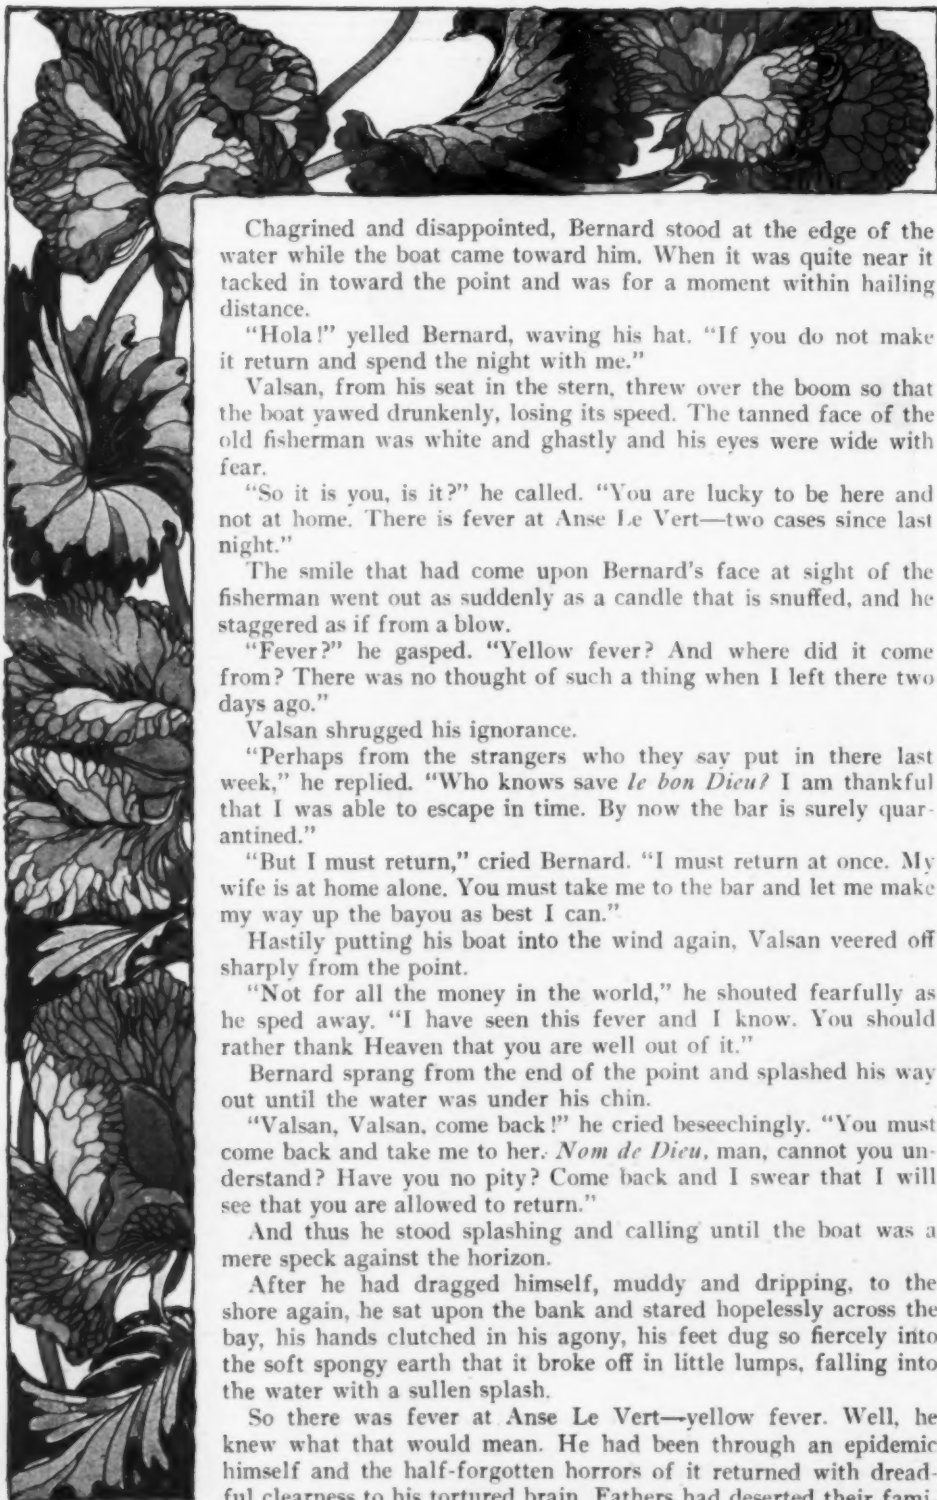 Chagrined and disappointed, Bernard stood at the edge of the
water while the boat came toward him. When it was quite near it
tacked in toward the point and was for a moment within hailing
distance.
"Hola!" yelled Bernard, waving his hat. "If you do not make
it return and spend the night with me."
Valsan, from his seat in the stern, threw over the boom so that
the boat yawed drunkenly, losing its speed. The tanned face of the
old fisherman was white and ghastly and his eyes were wide with
fear.
"So it is you, is it?" he called. "You are lucky to be here and
not at home. There is fever at Anse Le Vert—two cases since last
night."
The smile that had come upon Bernard's face at sight of the
fisherman went out as suddenly as a candle that is snuffed, and he
staggered as if from a blow.
"Fever?" he gasped. "Yellow fever? And where did it come
from? There was no thought of such a thing when I left there two
days ago."
Valsan shrugged his ignorance.
"Perhaps from the strangers who they say put in there last
week," he replied. "Who knows save le bon Dieu? I am thankful
that I was able to escape in time. By now the bar is surely quar-
antined."
"But I must return," cried Bernard. "I must return at once. My
wife is at home alone. You must take me to the bar and let me make
my way up the bayou as best I can."
Hastily putting his boat into the wind again, Valsan veered off
sharply from the point.
"Not for all the money in the world," he shouted fearfully as
he sped away. "I have seen this fever and I know. You should
rather thank Heaven that you are well out of it."
Bernard sprang from the end of the point and splashed his way
out until the water was under his chin.
"Valsan, Valsan, come back!" he cried beseechingly. "You must
come back and take me to her. Nom de Dieu, man, cannot you un-
derstand? Have you no pity? Come back and I swear that I will
see that you are allowed to return."
And thus he stood splashing and calling until the boat was a
mere speck against the horizon.
After he had dragged himself, muddy and dripping, to the
shore again, he sat upon the bank and stared hopelessly across the
bay, his hands clutched in his agony, his feet dug so fiercely into
the soft spongy earth that it broke off in little lumps, falling into
the water with a sullen splash.
So there was fever at Anse Le Vert—yellow fever. Well, he
knew what that would mean. He had been through an epidemic
himself and the half-forgotten horrors of it returned with dread-
ful clearness to his tortured brain. Fathers had deserted their fami-